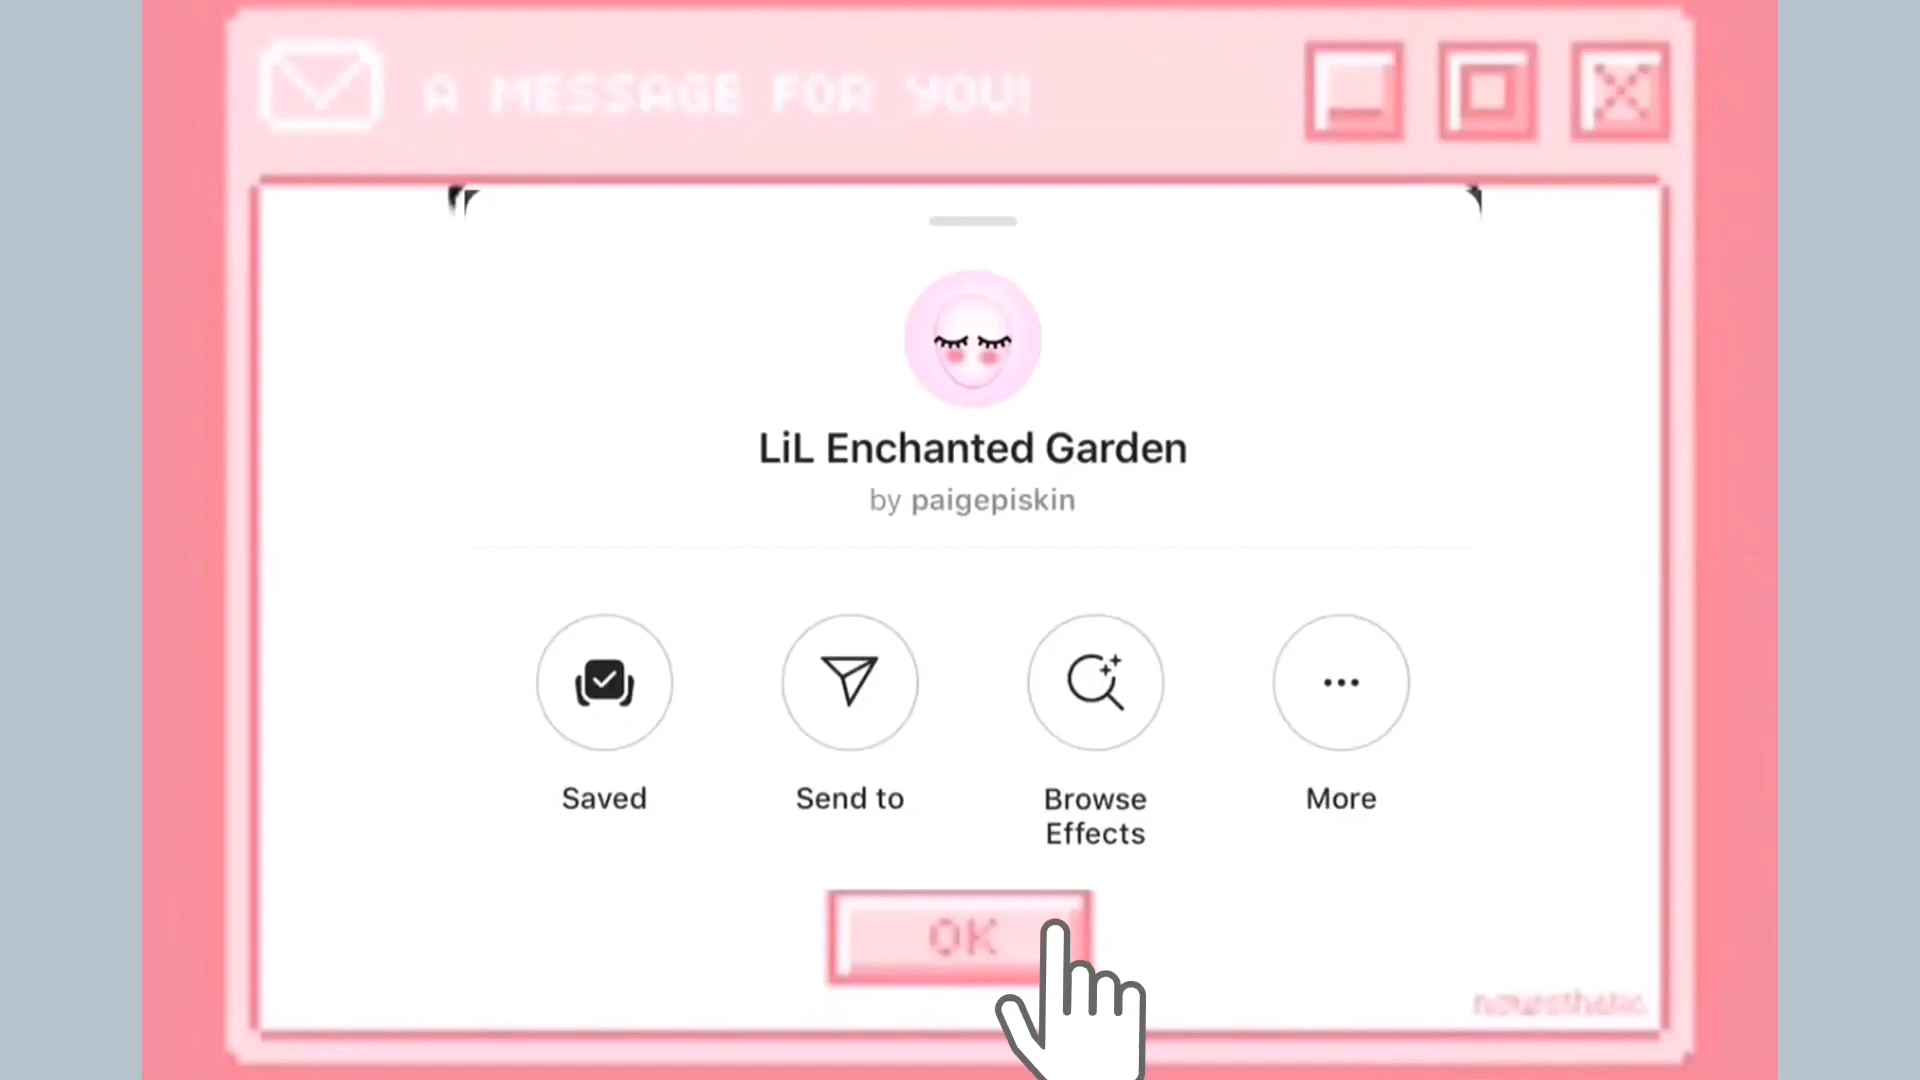 A MESSAGE FOR YOU!
LiL Enchanted Garden
by paigepiskin
Saved
Send to
Browse
Effects
More
OK